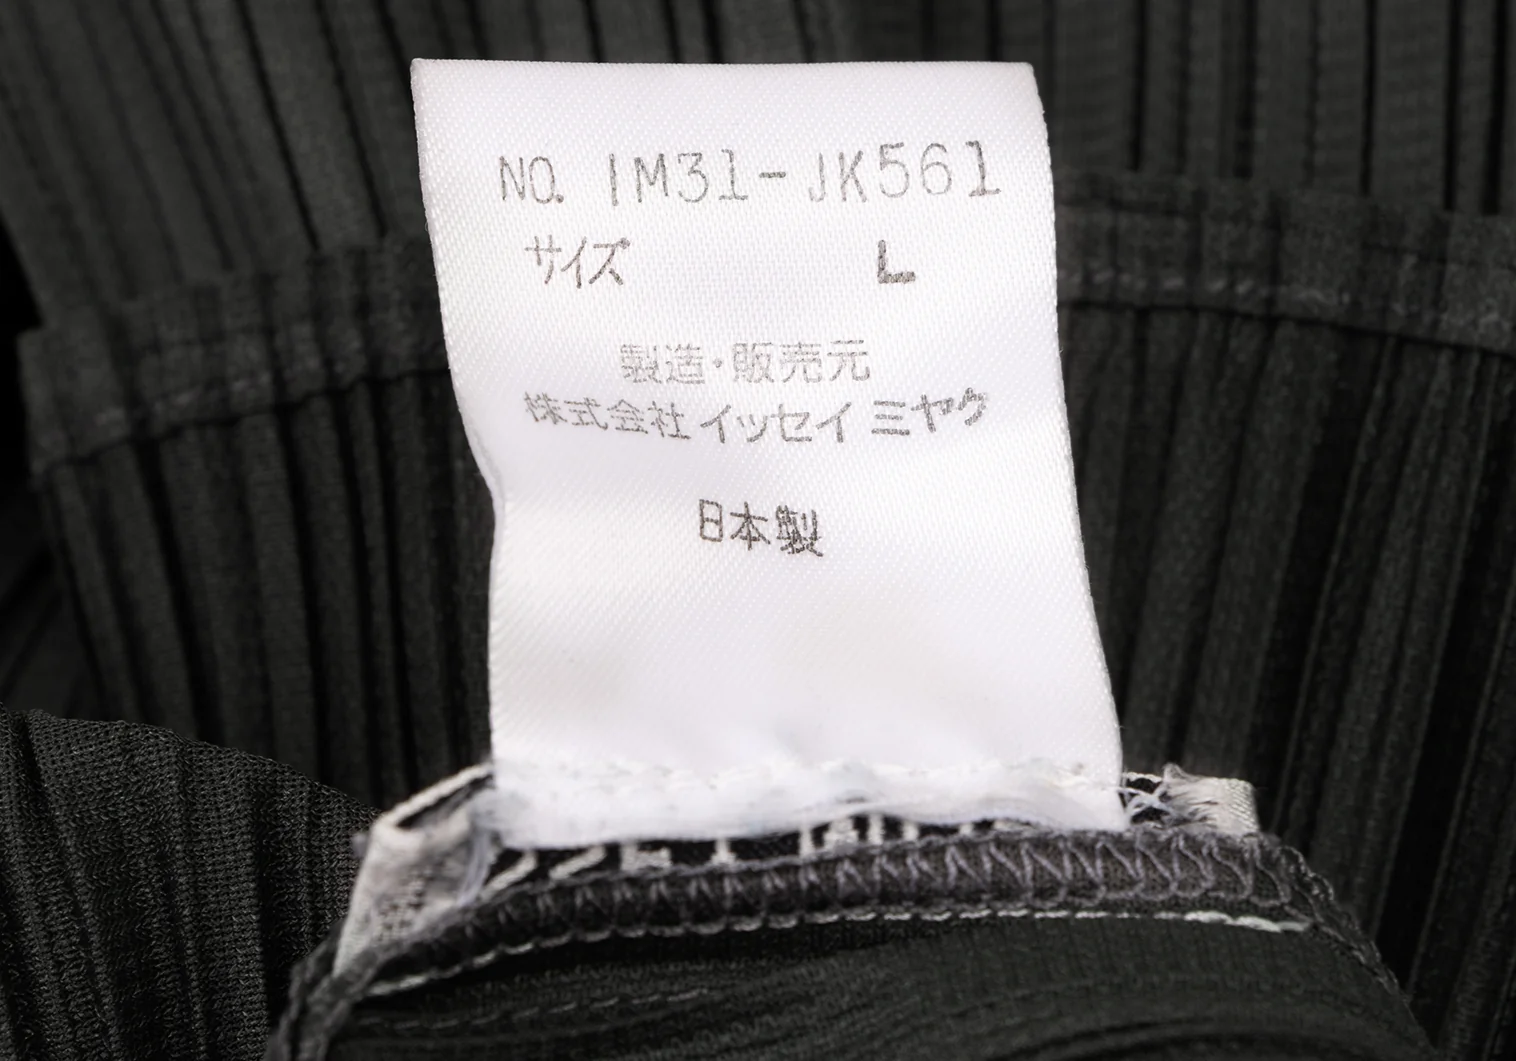 NO. IM31-JK561
サイズ L
製造・販売元
株式会社 イッセイ ミヤケ
日本製